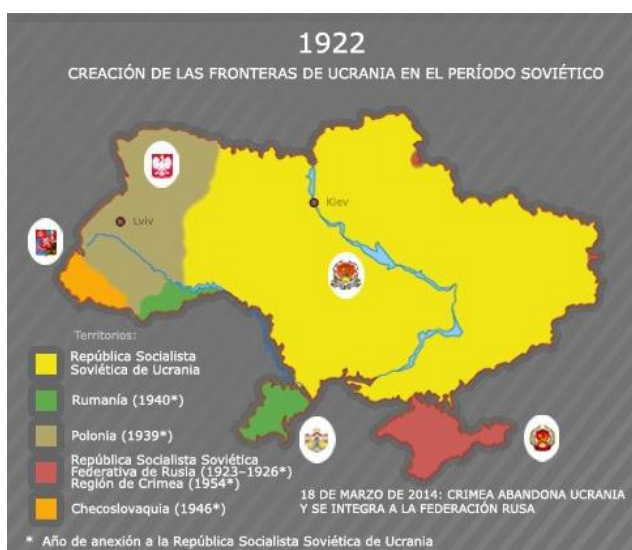 1922
CREACIÓN DE LAS FRONTERAS DE UCRANIA EN EL PERÍODO SOVIÉTICO
Kiev
Lviv
Territorios:
República Socialista
Soviética de Ucrania
Rumanía (1940*)
Polonia (1939*)
República Socialista Soviética
Federativa de Rusia (1923–1926*)
Región de Crimea (1954*)
Checoslovaquia (1946*)
18 DE MARZO DE 2014: CRIMEA ABANDONA UCRANIA
Y SE INTEGRA A LA FEDERACIÓN RUSA
* Año de anexión a la República Socialista Soviética de Ucrania